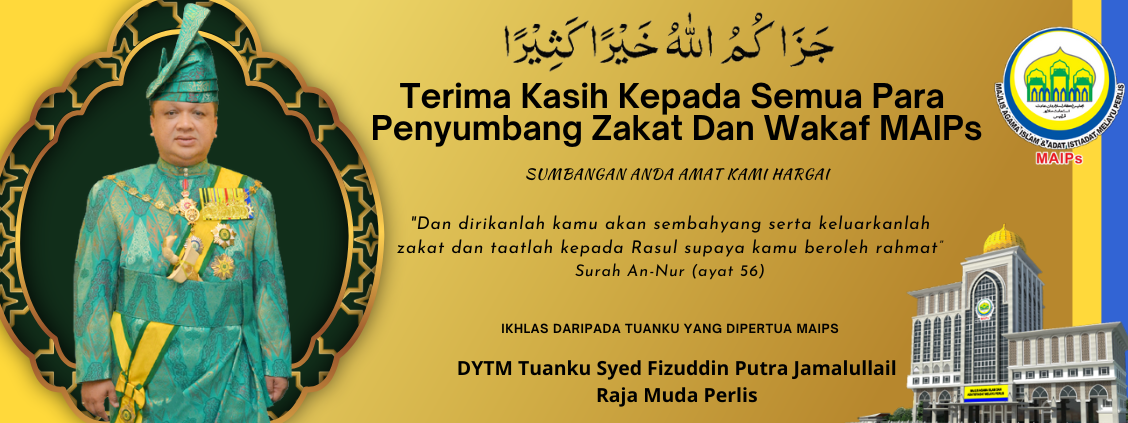 جَزَاكُمُ اللهُ خَيْرًا كَثِيْرًا
Terima Kasih Kepada Semua Para
Penyumbang Zakat Dan Wakaf MAIPs
SUMBANGAN ANDA AMAT KAMI HARGAI
"Dan dirikanlah kamu akan sembahyang serta keluarkanlah
zakat dan taatlah kepada Rasul supaya kamu beroleh rahmat”
Surah An-Nur (ayat 56)
IKHLAS DARIPADA TUANKU YANG DIPERTUA MAIPS
DYTM Tuanku Syed Fizuddin Putra Jamalullail
Raja Muda Perlis
MAJLIS AGAMA ISLAM & ADAT ISTIADAT MELAYU PERLIS
MAIPs